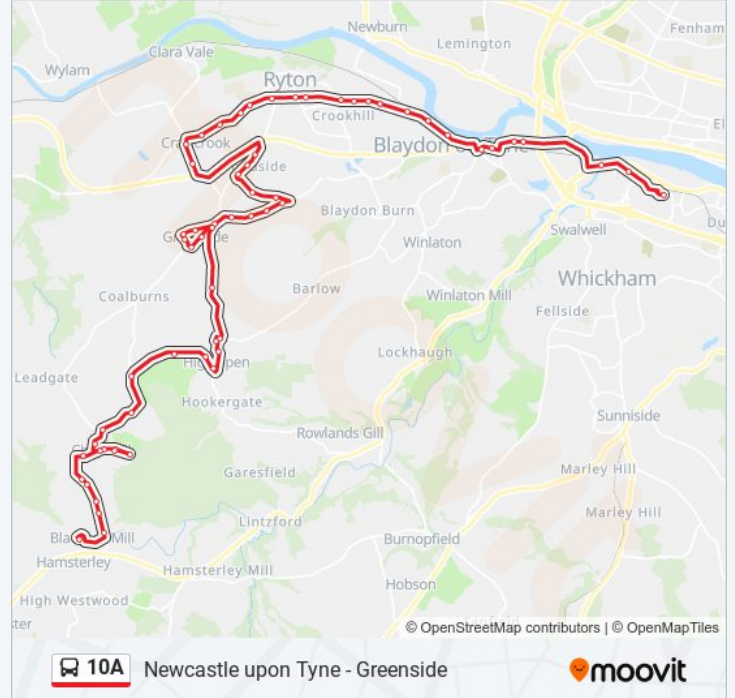 Newburn
Fenham
Lemington
Clara Vale
Wylam
Ryton
Crookhill
Blaydon
Blaydon Burn
Swalwell
Winlaton
Whickham
Barlow
Coalburns
Winlaton Mill
Fellside
Lockhaugh
Leadgate
Hookergate
Sunniside
Rowlands Gill
Marley Hill
Garesfield
Marley Hill
Lintzford
Mill
Burnopfield
Hamsterley
Hamsterley Mill
Hobson
High Westwood
© OpenStreetMap contributors | © OpenMapTiles
10A
Newcastle upon Tyne - Greenside
moovit